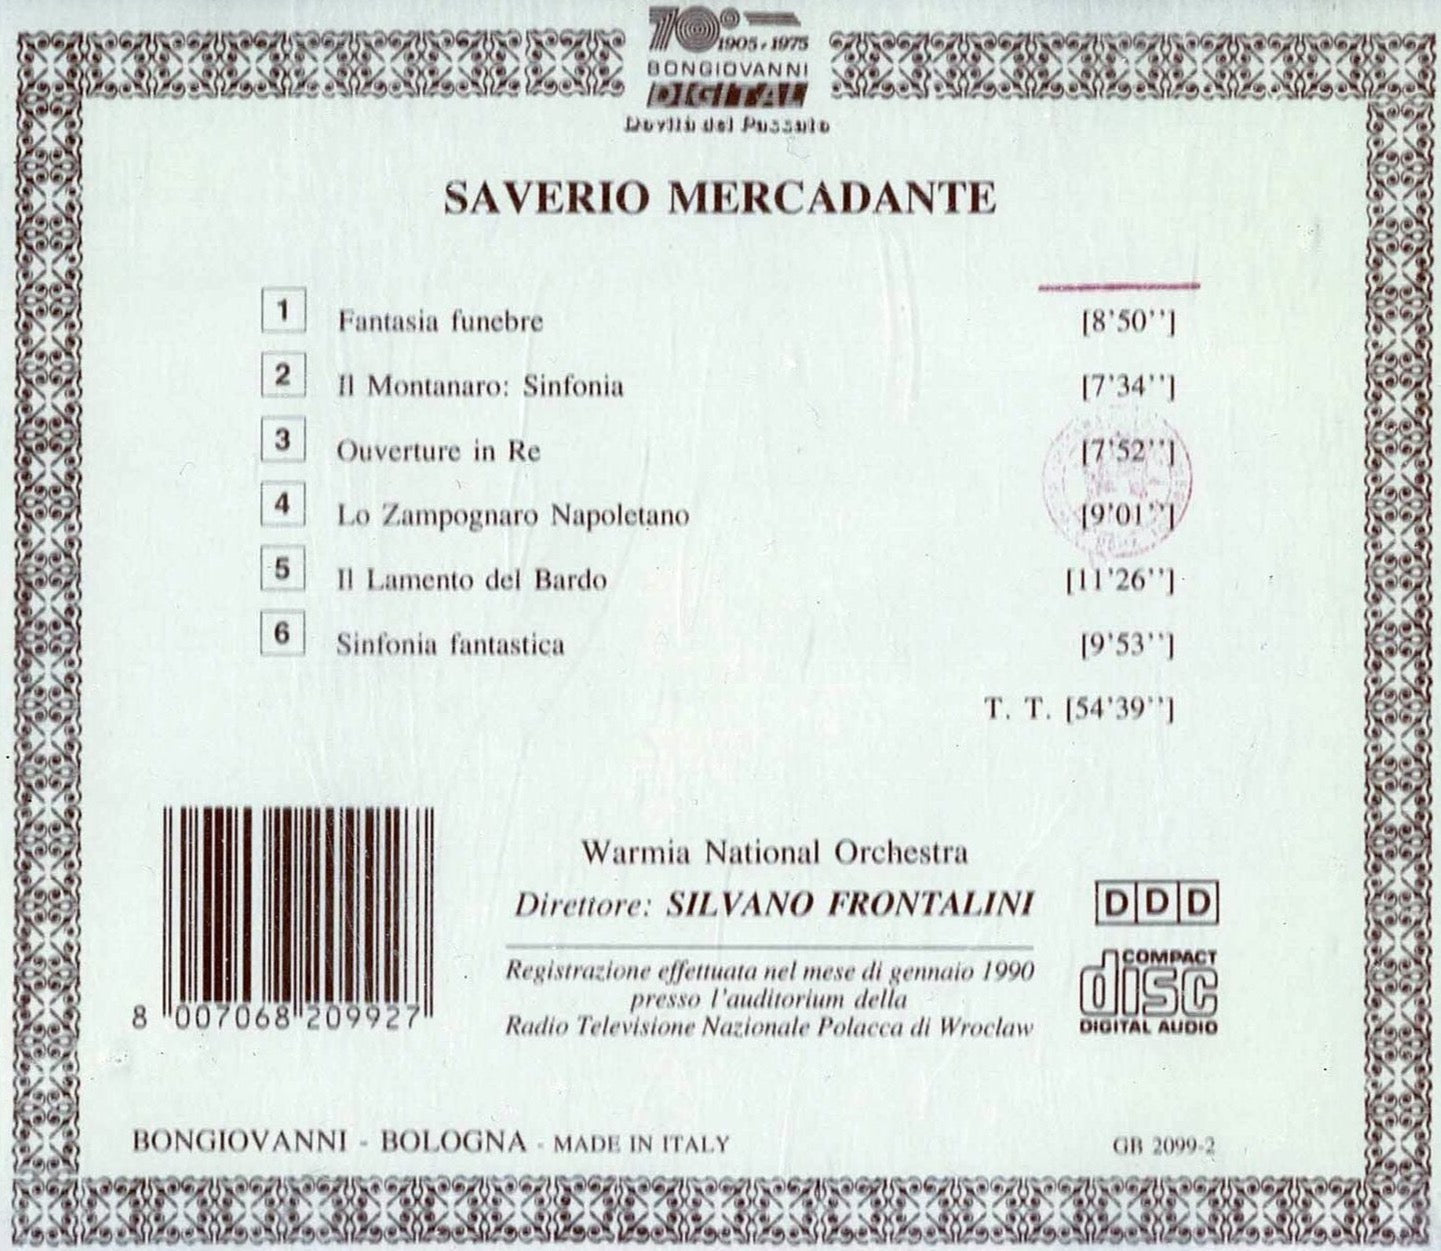 70° 1905 - 1975
BONGIOVANNI
DIGITAL
del Passato
SAVERIO MERCADANTE
1 Fantasia funebre [8'50'']
2 Il Montanaro: Sinfonia [7'34'']
3 Ouverture in Re [7'52'']
4 Lo Zampognaro Napoletano [9'01'']
5 Il Lamento del Bardo [11'26'']
6 Sinfonia fantastica [9'53'']
T. T. [54'39'']
Warmia National Orchestra
Direttore: SILVANO FRONTALINI
DDD
Registrazione effettuata nel mese di gennaio 1990
presso l'auditorium della
Radio Televisione Nazionale Polacca di Wroclaw
COMPACT
disc
DIGITAL AUDIO
8 007068 209927
BONGIOVANNI - BOLOGNA - MADE IN ITALY
GB 2099-2